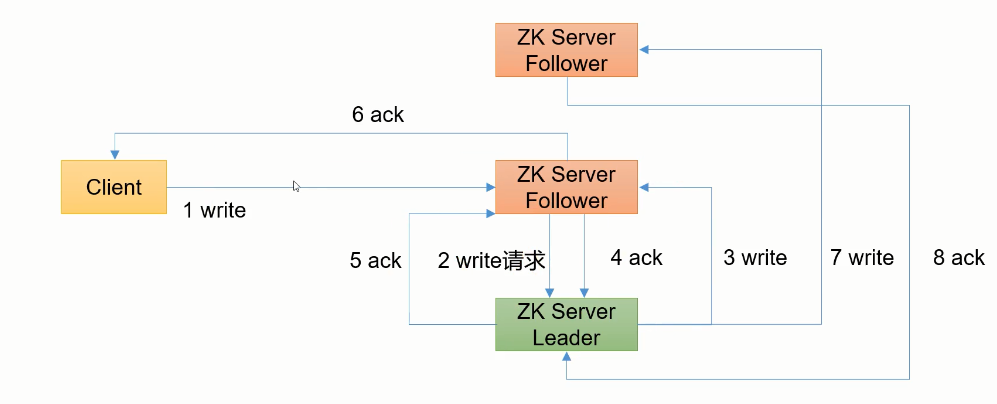 ZK Server
Follower
6 ack
Client
ZK Server
Follower
1 write
5 ack
2 write请求
4 ack
3 write
7 write
8 ack
ZK Server
Leader